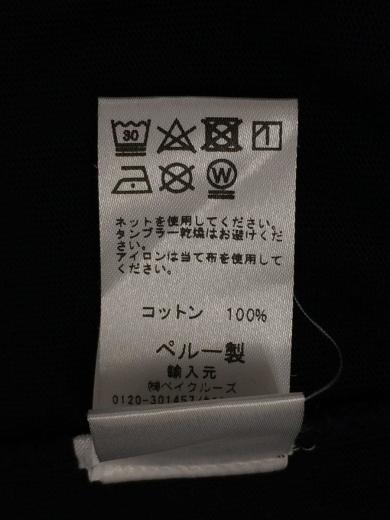 30
W
ネットを使用してください。
タンブラー乾燥はお避けくだ
さい。
アイロンは当て布を使用して
ください。
コットン 100%
ペルー製
輸入元
㈱ベイクルーズ
0120-301457